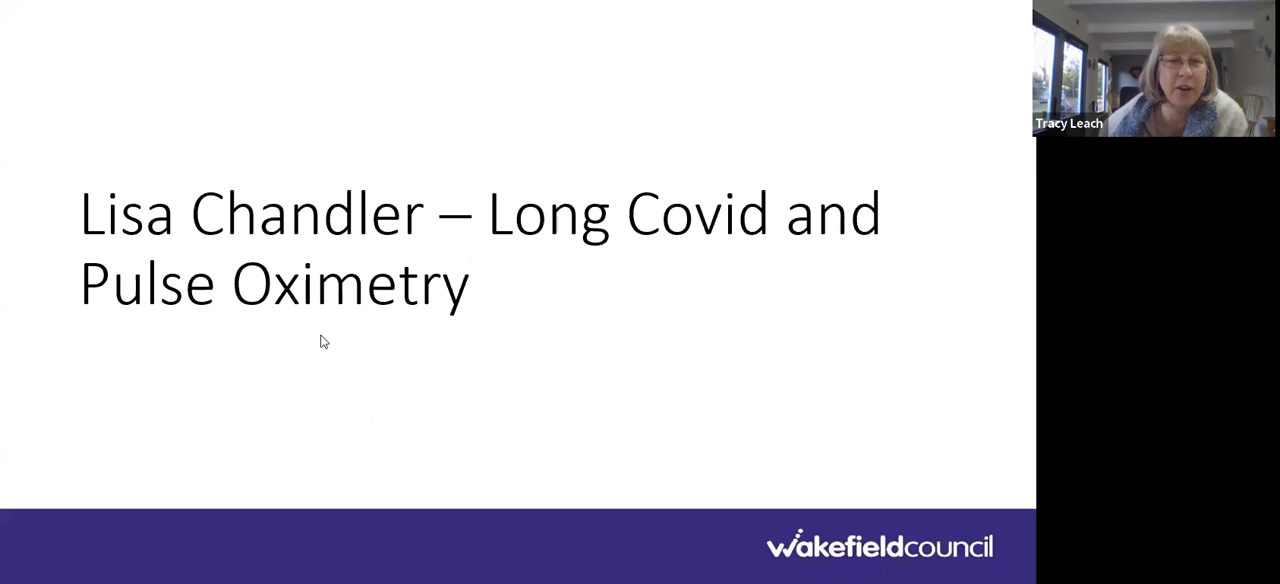 Lisa Chandler – Long Covid and
Pulse Oximetry
Tracy Leach
wakefieldcouncil